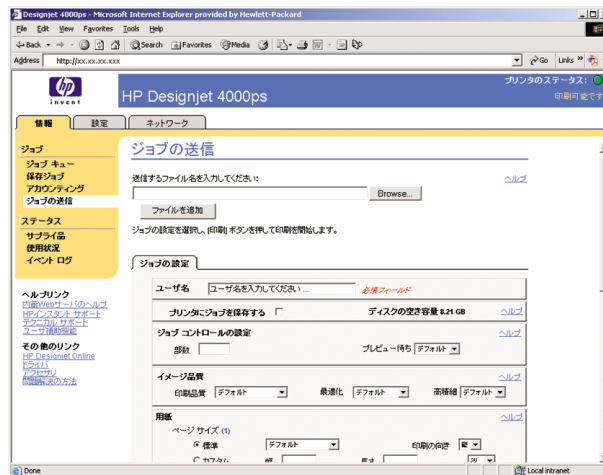 Designjet 4000ps - Microsoft Internet Explorer provided by Hewlett-Packard
File Edit View Favorites Tools Help
Back Search Favorites Media
Address http://xx.xx.xx.xxx Go Links
hp
invent
HP Designjet 4000ps
プリンタのステータス:
印刷可能です
情報 設定 ネットワーク
ジョブ
ジョブ キュー
保存ジョブ
アカウンティング
ジョブの送信
ステータス
サプライ品
使用状況
イベント ログ
ヘルプリンク
内蔵Webサーバのヘルプ
HPインスタント サポート
テクニカル サポート
ユーザ補助機能
その他のリンク
HP Designjet Online
ドライバ
アクセサリ
問題解決の方法
ジョブの送信
送信するファイル名を入力してください: ヘルプ
Browse...
ファイルを追加
ジョブの設定を選択し、[印刷] ボタンを押して印刷を開始します。
ジョブの設定
ユーザ名 ユーザ名を入力してください ... 必須フィールド
プリンタにジョブを保存する ディスクの空き容量 8.21 GB ヘルプ
ジョブ コントロールの設定 ヘルプ
部数 プレビュー待ち デフォルト
イメージ品質 ヘルプ
印刷品質 デフォルト 最適化 デフォルト 高精細 デフォルト
用紙 ヘルプ
ページ サイズ (1)
標準 デフォルト 印刷の向き 縦
カスタム 幅 長さ
Done Local intranet